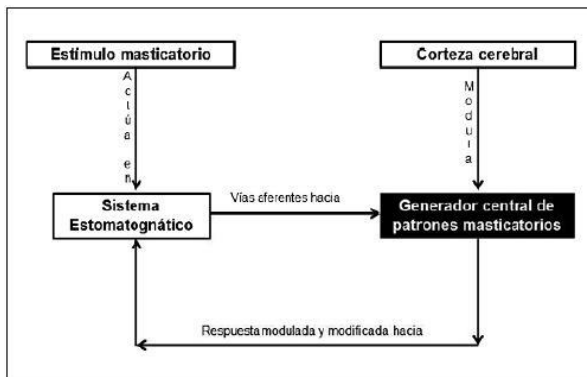 Estímulo masticatorio
Corteza cerebral
Actúa en
Modula
Vías aferentes hacia
Sistema
Estomatognático
Generador central de
patrones masticatorios
Respuesta modulada y modificada hacia